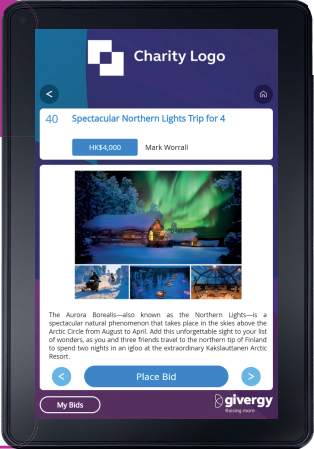 Charity Logo
40 Spectacular Northern Lights Trip for 4
HK$4,000 Mark Worrall
The Aurora Borealis—also known as the Northern Lights—is a
spectacular natural phenomenon that takes place in the skies above the
Arctic Circle from August to April. Add this unforgettable sight to your list
of wonders, as you and three friends travel to the northern tip of Finland
to spend two nights in an igloo at the extraordinary Kakslauttanen Arctic
Resort.
Place Bid
My Bids
givergy
Raising more